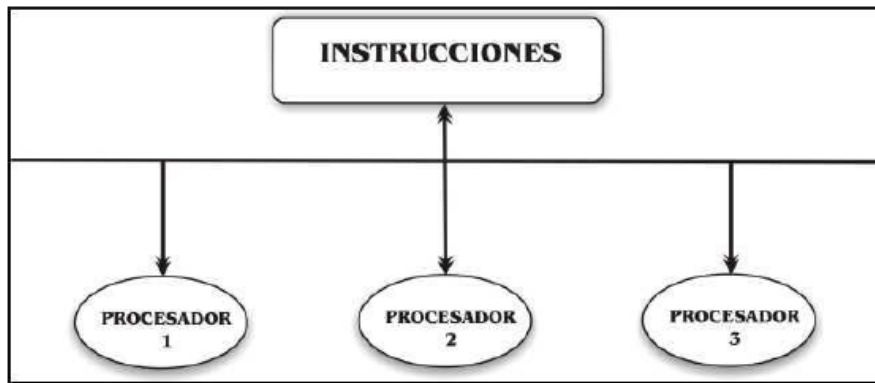 INSTRUCCIONES
PROCESADOR
1
PROCESADOR
2
PROCESADOR
3